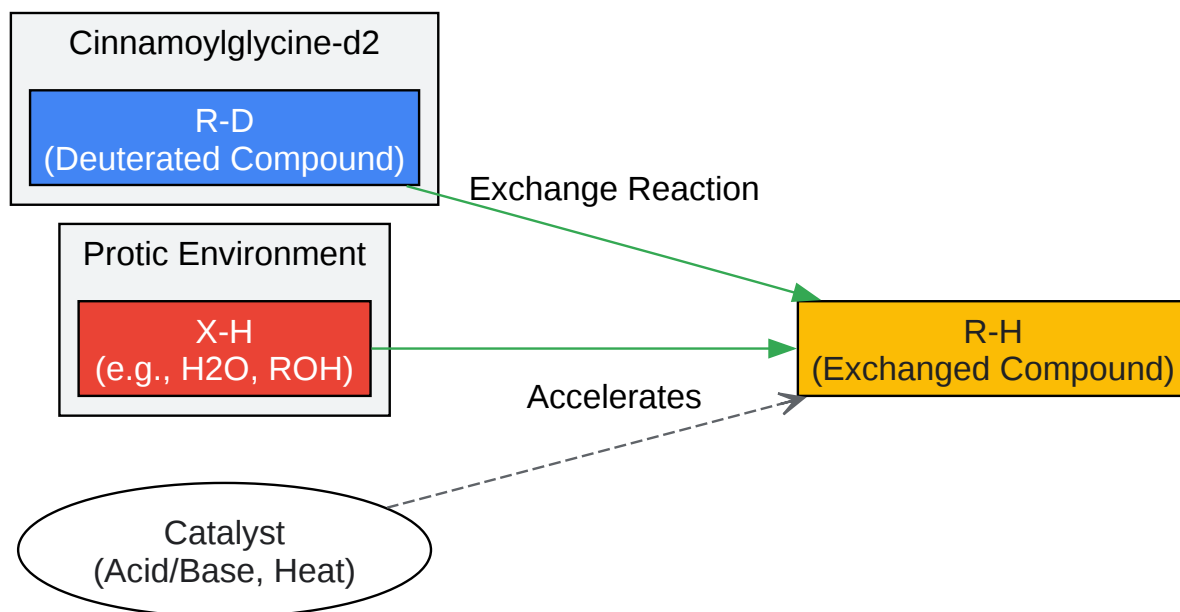 Cinnamoylglycine-d2
R-D
(Deuterated Compound)
Exchange Reaction
Protic Environment
X-H
(e.g., H2O, ROH)
R-H
(Exchanged Compound)
Accelerates
Catalyst
(Acid/Base, Heat)